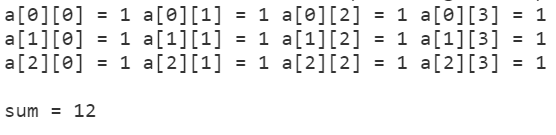 a[0][0] = 1 a[0][1] = 1 a[0][2] = 1 a[0][3] = 1
a[1][0] = 1 a[1][1] = 1 a[1][2] = 1 a[1][3] = 1
a[2][0] = 1 a[2][1] = 1 a[2][2] = 1 a[2][3] = 1
sum = 12